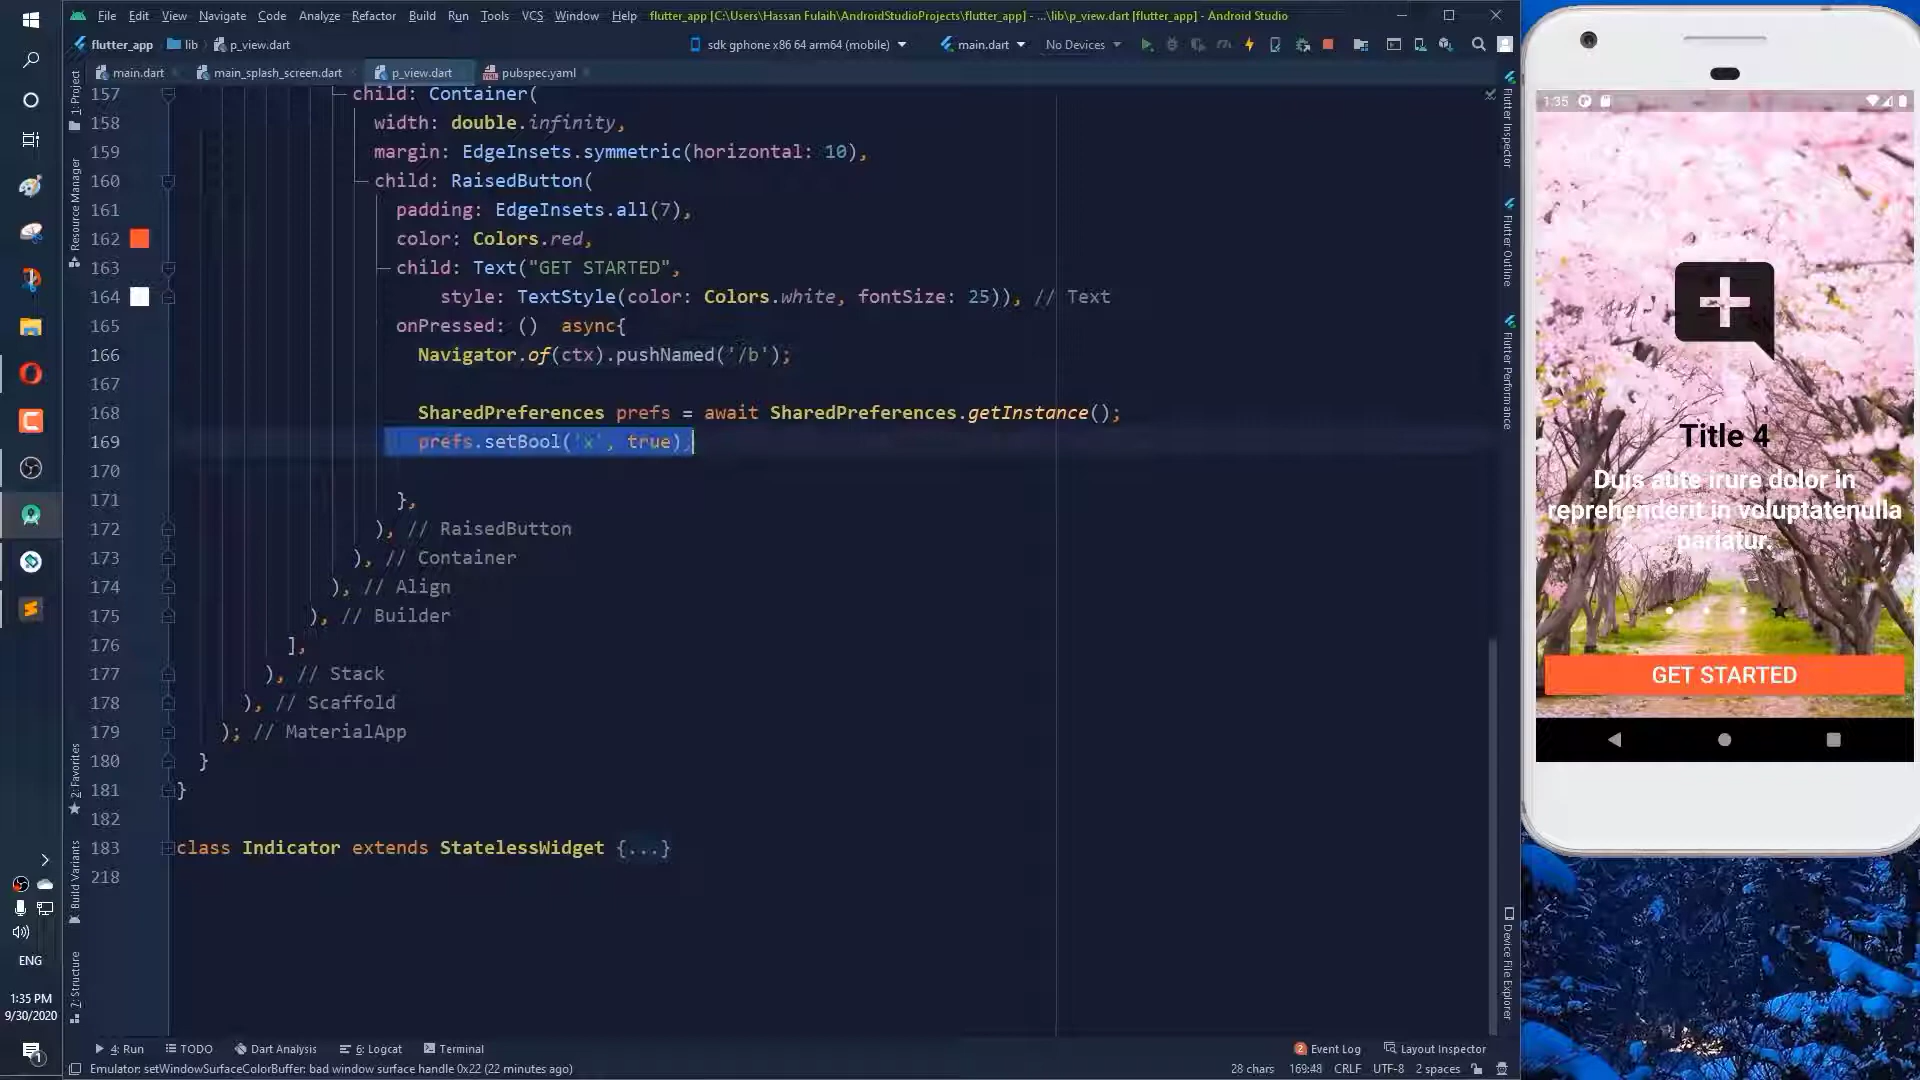 File Edit View Navigate Code Analyze Refactor Build Run Tools VCS Window Help flutter_app [C:\Users\Hassan Fulaih\AndroidStudioProjects\flutter_app] - ...\lib\p_view.dart [flutter_app] - Android Studio
flutter_app lib p_view.dart sdk gphone x86 64 arm64 (mobile) main.dart No Devices
main.dart main_splash_screen.dart p_view.dart pubspec.yaml
157 child: Container(
158 width: double.infinity,
159 margin: EdgeInsets.symmetric(horizontal: 10),
160 child: RaisedButton(
161 padding: EdgeInsets.all(7),
162 color: Colors.red,
163 child: Text("GET STARTED",
164 style: TextStyle(color: Colors.white, fontSize: 25)), // Text
165 onPressed: () async{
166 Navigator.of(ctx).pushNamed('/b');
167
168 SharedPreferences prefs = await SharedPreferences.getInstance();
169 prefs.setBool('x', true);
170
171 },
172 ), // RaisedButton
173 ), // Container
174 ), // Align
175 ), // Builder
176 ],
177 ), // Stack
178 ), // Scaffold
179 ); // MaterialApp
180 }
181 }
182
183 class Indicator extends StatelessWidget {...}
218
1: Project
Resource Manager
2: Favorites
Build Variants
7: Structure
Flutter Inspector
Flutter Outline
Flutter Performance
Device File Explorer
4: Run TODO Dart Analysis 6: Logcat Terminal 2 Event Log Layout Inspector
Emulator: setWindowSurfaceColorBuffer: bad window surface handle 0x22 (22 minutes ago) 28 chars 169:48 CRLF UTF-8 2 spaces
ENG
1:35 PM
9/30/2020
1
1:35
Title 4
Duis aute irure dolor in
reprehenderit in voluptatenulla
pariatur.
GET STARTED